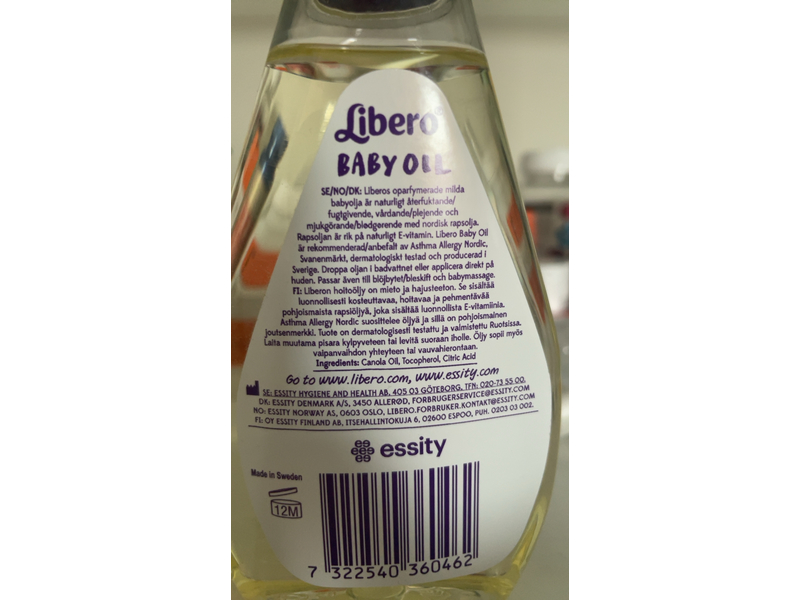 Libero
BABY OIL
SE/NO/DK: Liberos oparfymerade milda
babyolja är naturligt återfuktande/
fugtgivende, vårdande/plejende och
mjukgörande/blødgørende med nordisk rapsolja.
Rapsoljan är rik på naturligt E-vitamin. Libero Baby Oil
är rekommenderad/anbefalt av Asthma Allergy Nordic,
Svanenmärkt, dermatologiskt testad och producerad i
Sverige. Droppa oljan i badvattnet eller applicera direkt på
huden. Passar även till blöjbytet/bleskift och babymassage.
FI: Liberon hoitoöljy on mieto ja hajusteeton. Se sisältää
luonnollisesti kosteuttavaa, hoitavaa ja pehmentävää
pohjoismaista rapsiöljyä, joka sisältää luonnollista E-vitamiinia.
Asthma Allergy Nordic suosittelee öljyä ja sillä on pohjoismainen
joutsenmerkki. Tuote on dermatologisesti testattu ja valmistettu Ruotsissa.
Laita muutama pisara kylpyveteen tai levitä suoraan iholle. Öljy sopii myös
vaipanvaihdon yhteyteen tai vauvahierontaan.
Ingredients: Canola Oil, Tocopherol, Citric Acid
Go to www.libero.com, www.essity.com
SE: ESSITY HYGIENE AND HEALTH AB, 405 03 GÖTEBORG, TFN: 020-73 55 00,
DK: ESSITY DENMARK A/S, 3450 ALLERØD, FORBRUGERSERVICE@ESSITY.COM
NO: ESSITY NORWAY AS, 0603 OSLO, LIBERO.FORBRUKER.KONTAKT@ESSITY.COM
FI: OY ESSITY FINLAND AB, ITSEHALLINTOKUJA 6, 02600 ESPOO, PUH. 0203 03 002,
essity
Made in Sweden
12M
7 322540 360462